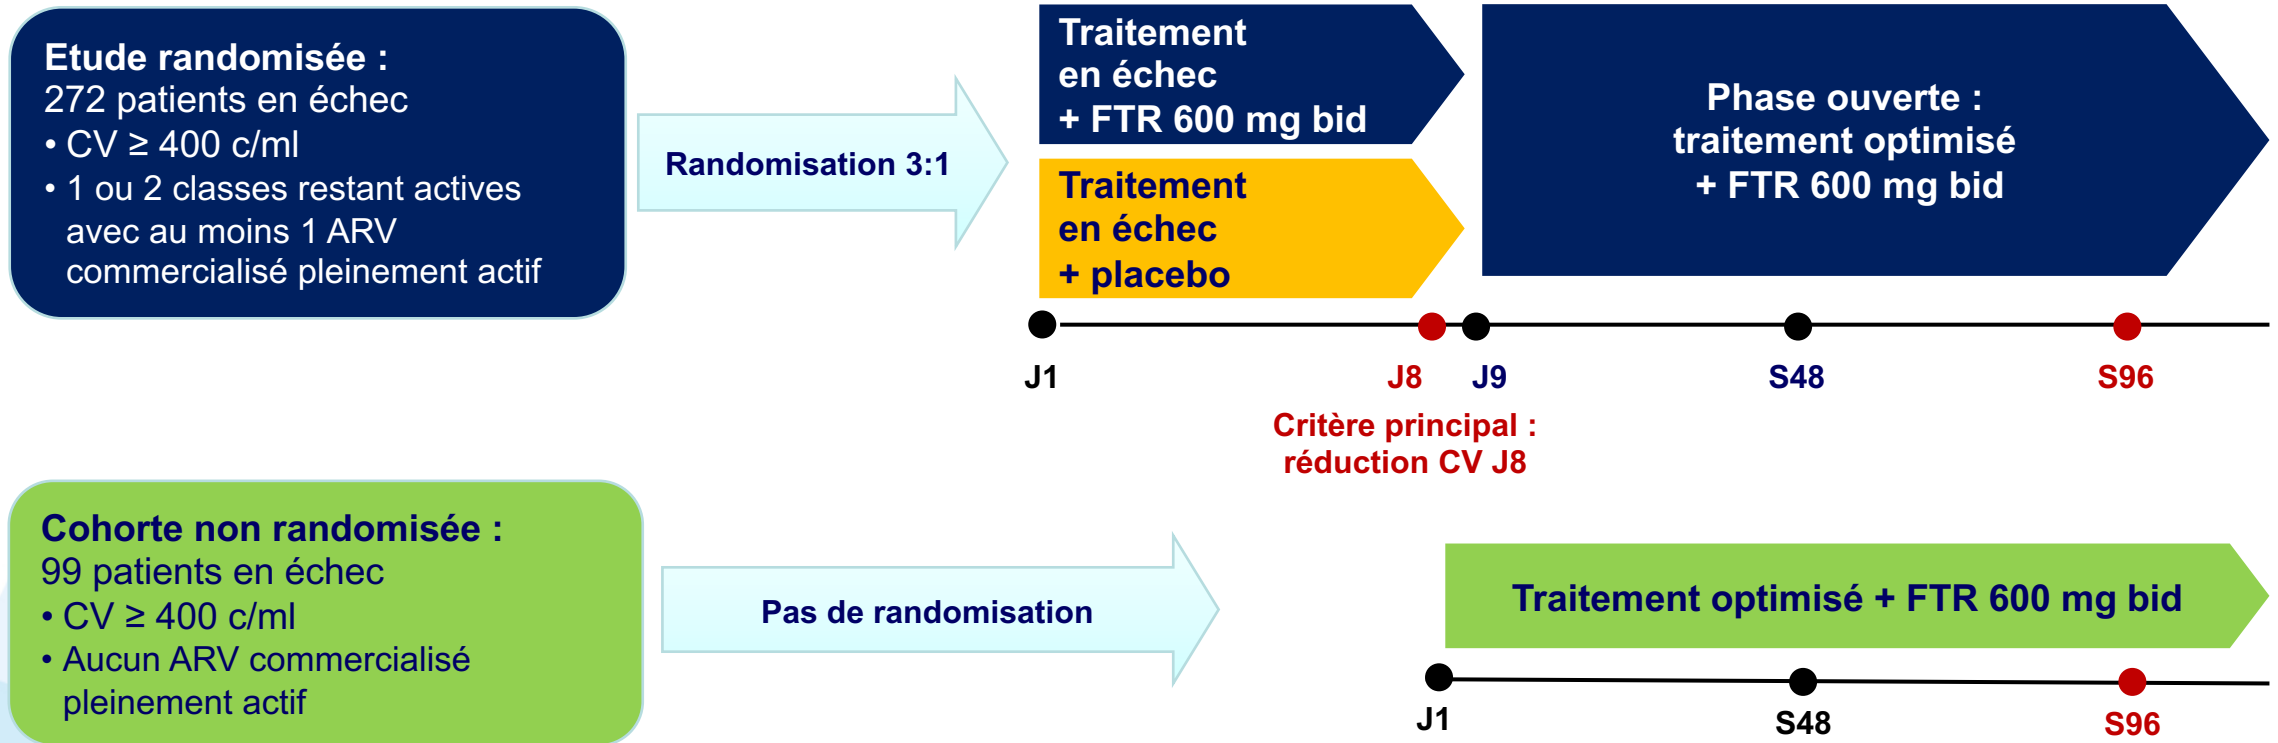 Etude randomisée :
272 patients en échec
• CV ≥ 400 c/ml
• 1 ou 2 classes restant actives
avec au moins 1 ARV
commercialisé pleinement actif
Randomisation 3:1
Traitement
en échec
+ FTR 600 mg bid
Traitement
en échec
+ placebo
Phase ouverte :
traitement optimisé
+ FTR 600 mg bid
J1
J8
J9
S48
S96
Critère principal :
réduction CV J8
Cohorte non randomisée :
99 patients en échec
• CV ≥ 400 c/ml
• Aucun ARV commercialisé
pleinement actif
Pas de randomisation
Traitement optimisé + FTR 600 mg bid
J1
S48
S96